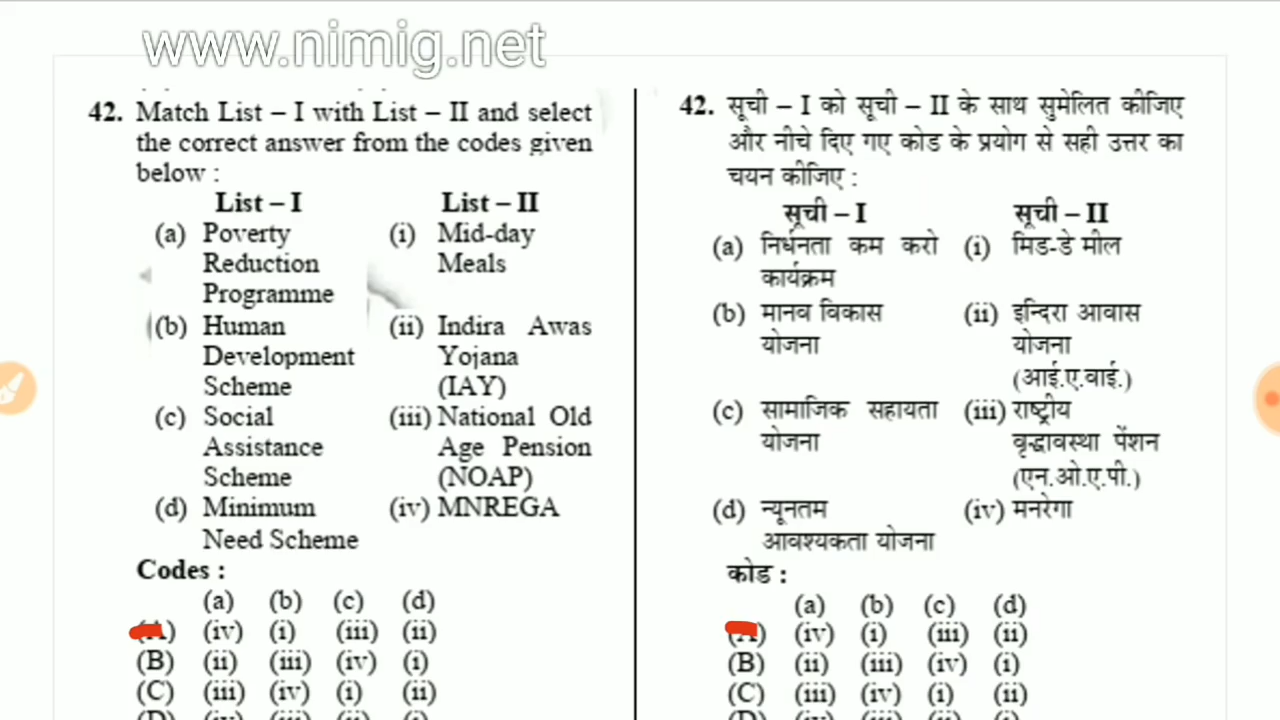 www.nimig.net
42. Match List – I with List – II and select
the correct answer from the codes given
below :
List – I List – II
(a) Poverty (i) Mid-day
Reduction Meals
Programme
(b) Human (ii) Indira Awas
Development Yojana
Scheme (IAY)
(c) Social (iii) National Old
Assistance Age Pension
Scheme (NOAP)
(d) Minimum (iv) MNREGA
Need Scheme
Codes :
(a) (b) (c) (d)
(A) (iv) (i) (iii) (ii)
(B) (ii) (iii) (iv) (i)
(C) (iii) (iv) (i) (ii)
42. सूची – I को सूची – II के साथ सुमेलित कीजिए
और नीचे दिए गए कोड के प्रयोग से सही उत्तर का
चयन कीजिए :
सूची – I सूची – II
(a) निर्धनता कम करो (i) मिड-डे मील
कार्यक्रम
(b) मानव विकास (ii) इन्दिरा आवास
योजना योजना
(आई.ए.वाई.)
(c) सामाजिक सहायता (iii) राष्ट्रीय
योजना वृद्धावस्था पेंशन
(एन.ओ.ए.पी.)
(d) न्यूनतम (iv) मनरेगा
आवश्यकता योजना
कोड :
(a) (b) (c) (d)
(A) (iv) (i) (iii) (ii)
(B) (ii) (iii) (iv) (i)
(C) (iii) (iv) (i) (ii)